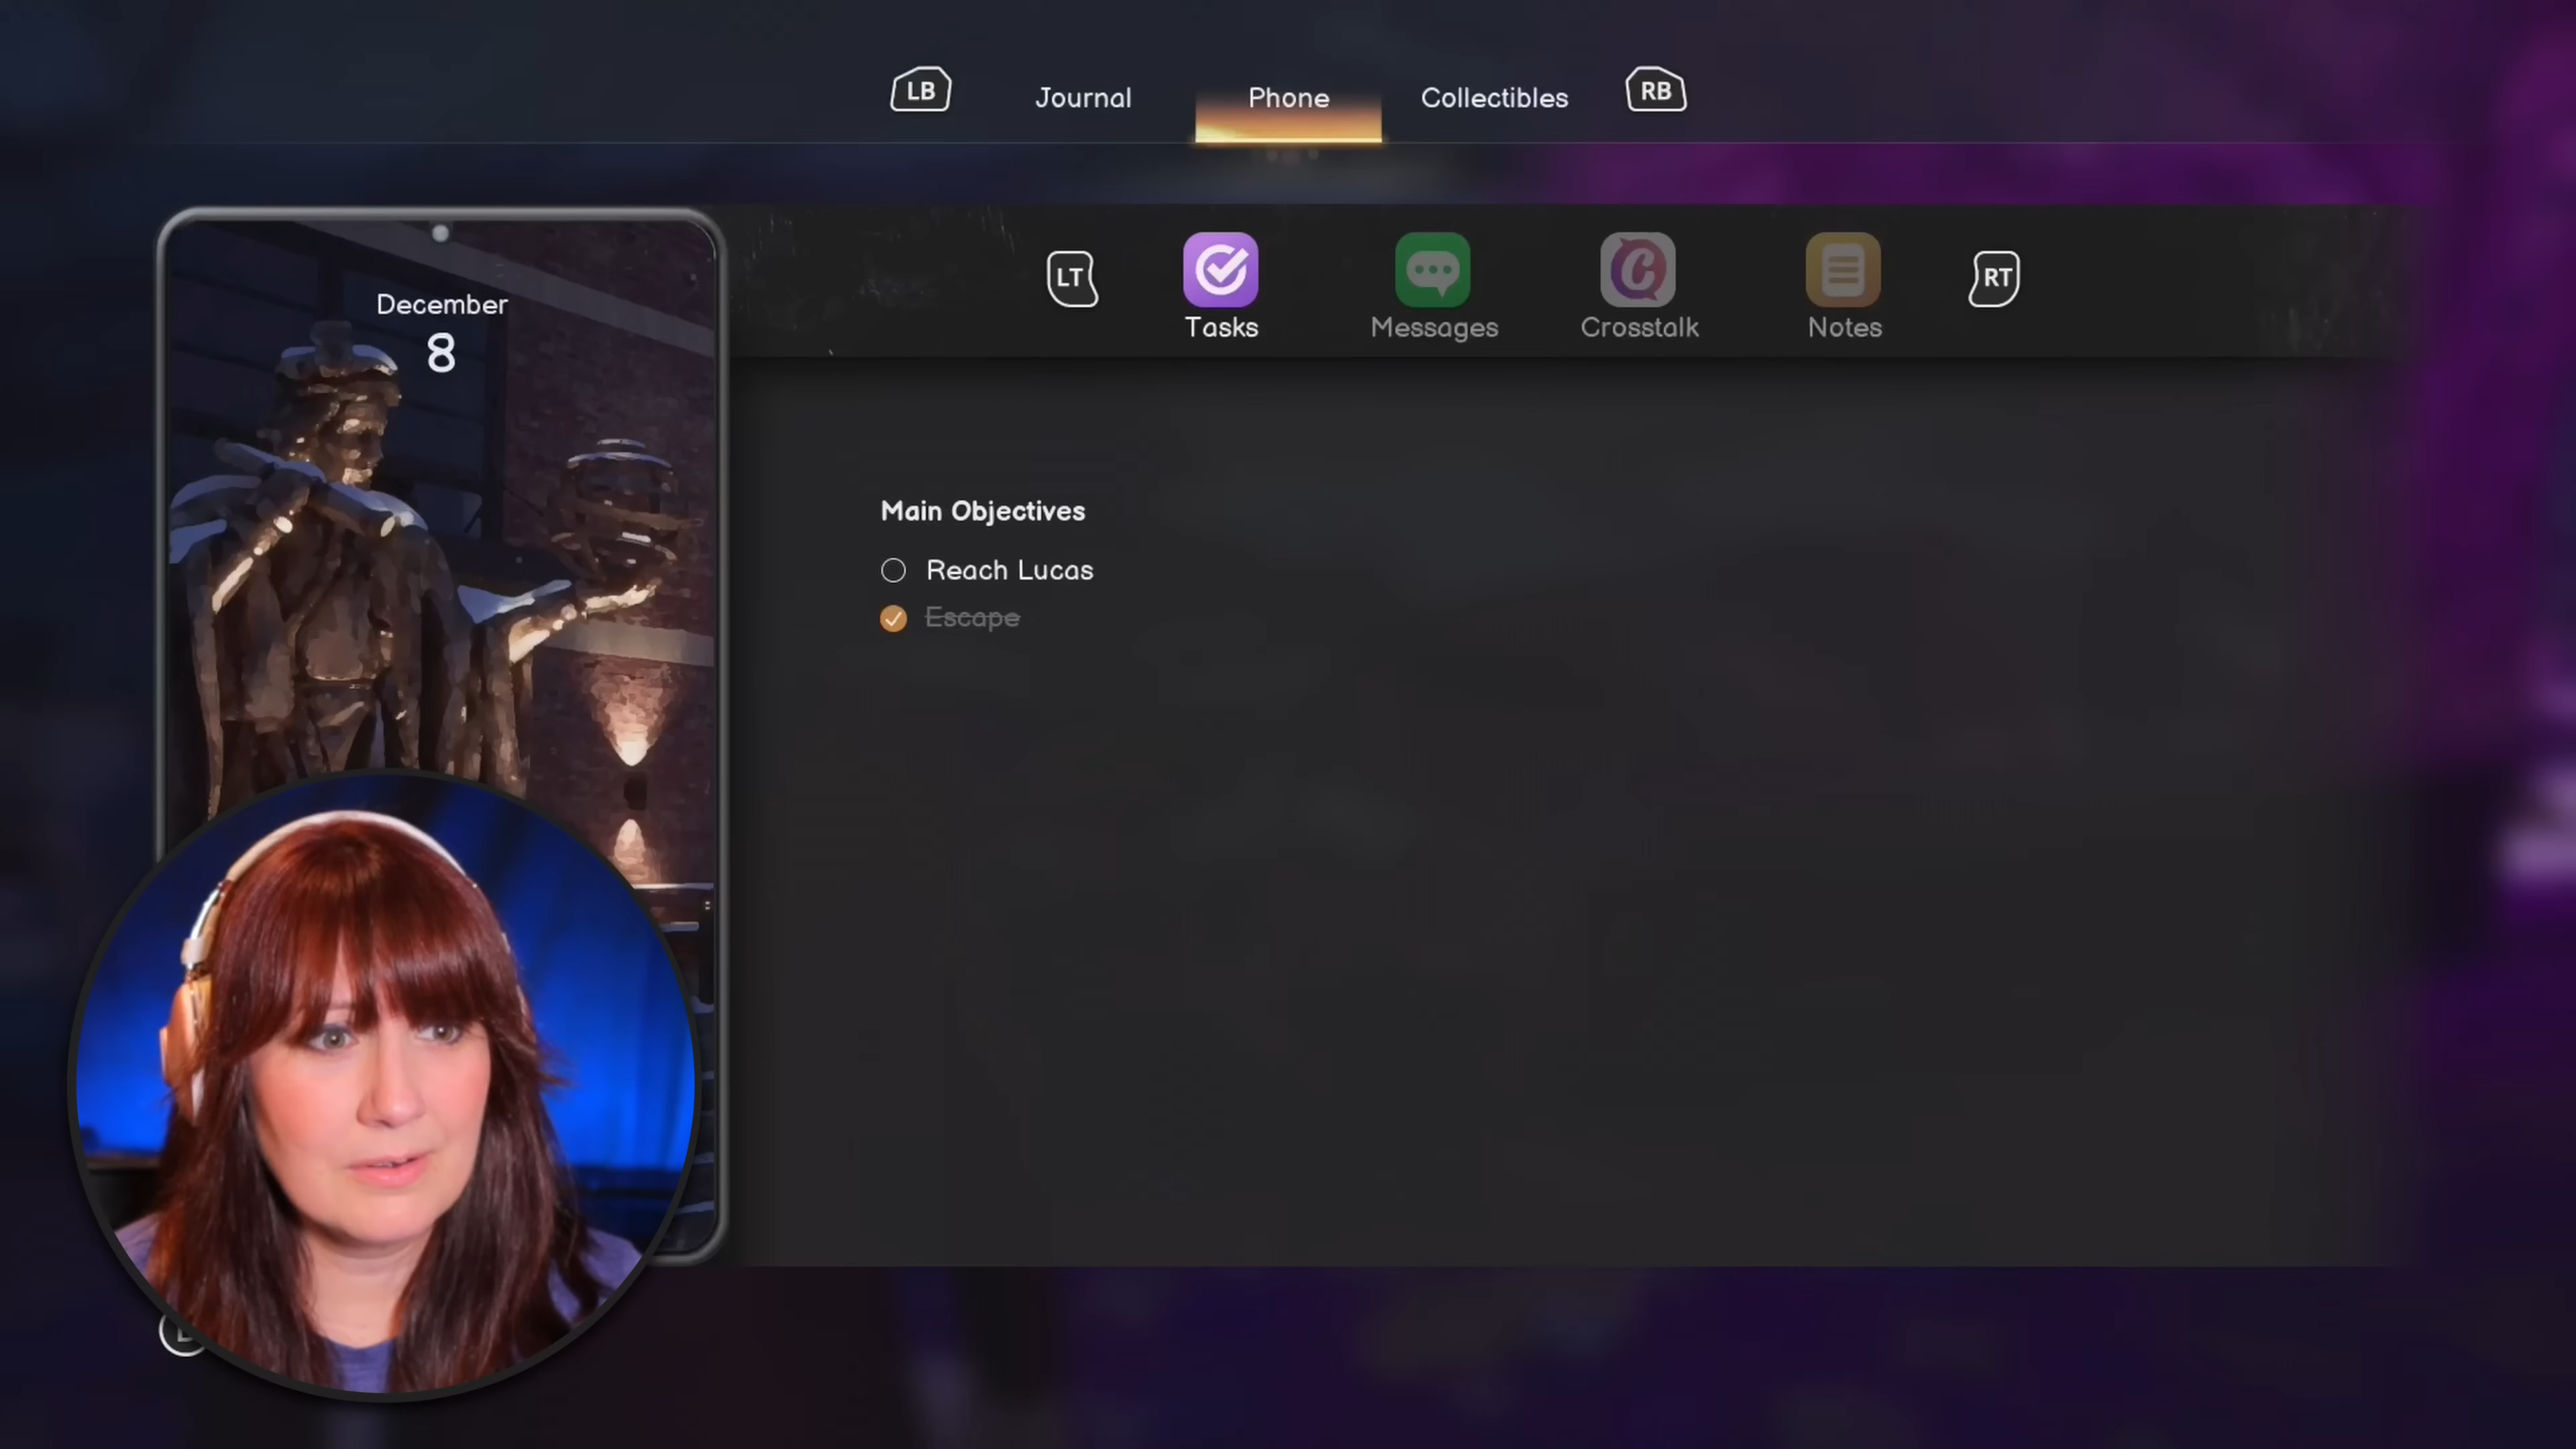 LB Journal Phone Collectibles RB
December
8
LT Tasks Messages Crosstalk Notes RT
Main Objectives
Reach Lucas
Escape